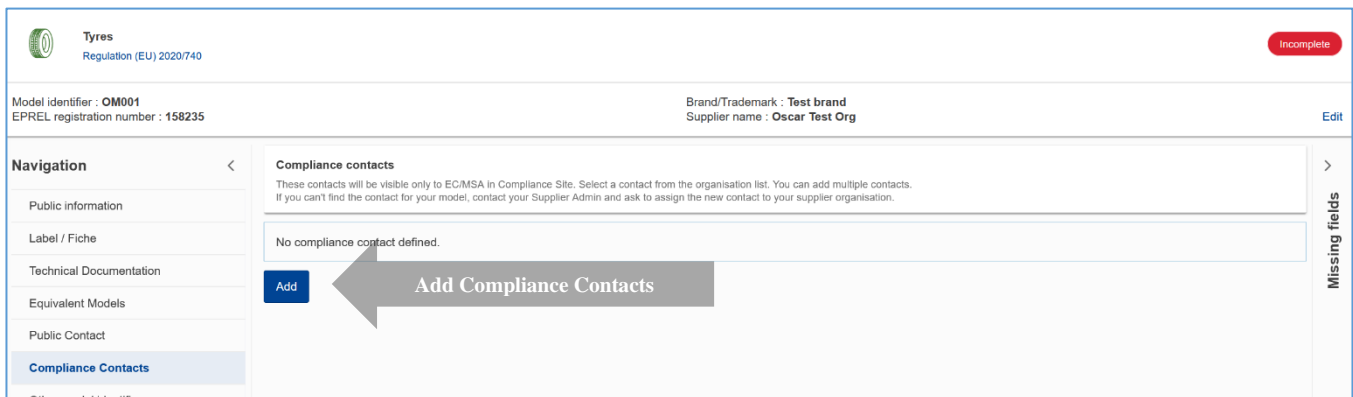 Tyres
Regulation (EU) 2020/740
Incomplete
Model identifier : OM001
EPREL registration number : 158235
Brand/Trademark : Test brand
Supplier name : Oscar Test Org
Edit
Navigation
Public information
Label / Fiche
Technical Documentation
Equivalent Models
Public Contact
Compliance Contacts
Compliance contacts
These contacts will be visible only to EC/MSA in Compliance Site. Select a contact from the organisation list. You can add multiple contacts.
If you can't find the contact for your model, contact your Supplier Admin and ask to assign the new contact to your supplier organisation.
No compliance contact defined.
Add
Add Compliance Contacts
Missing fields